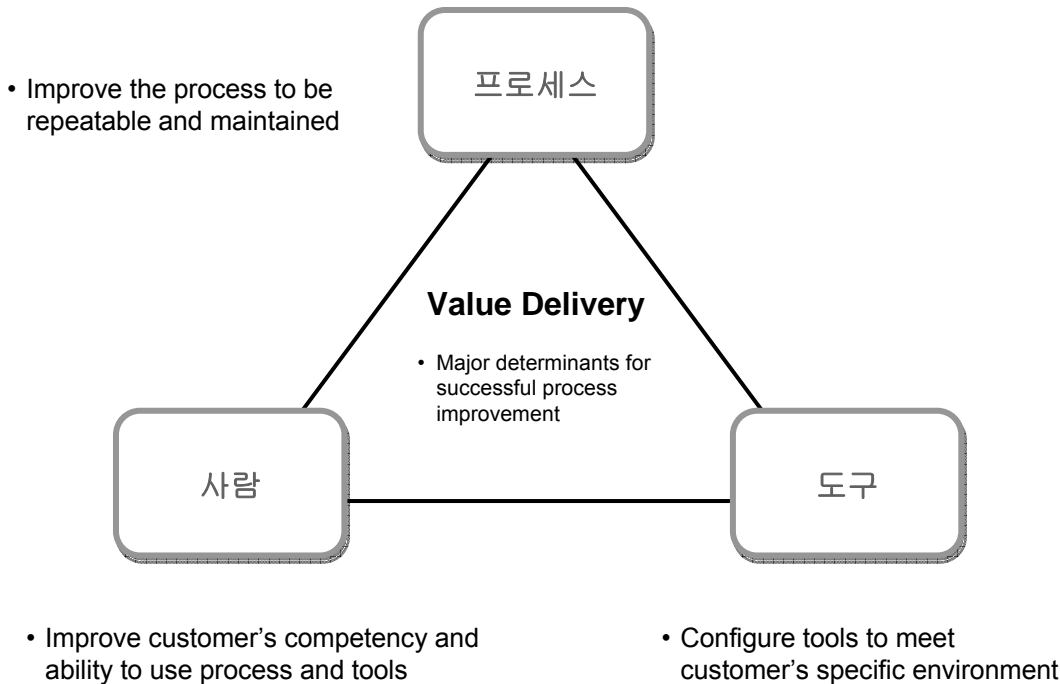 프로세스
• Improve the process to be
repeatable and maintained
Value Delivery
• Major determinants for
successful process
improvement
사람
도구
• Improve customer’s competency and
ability to use process and tools
• Configure tools to meet
customer’s specific environment